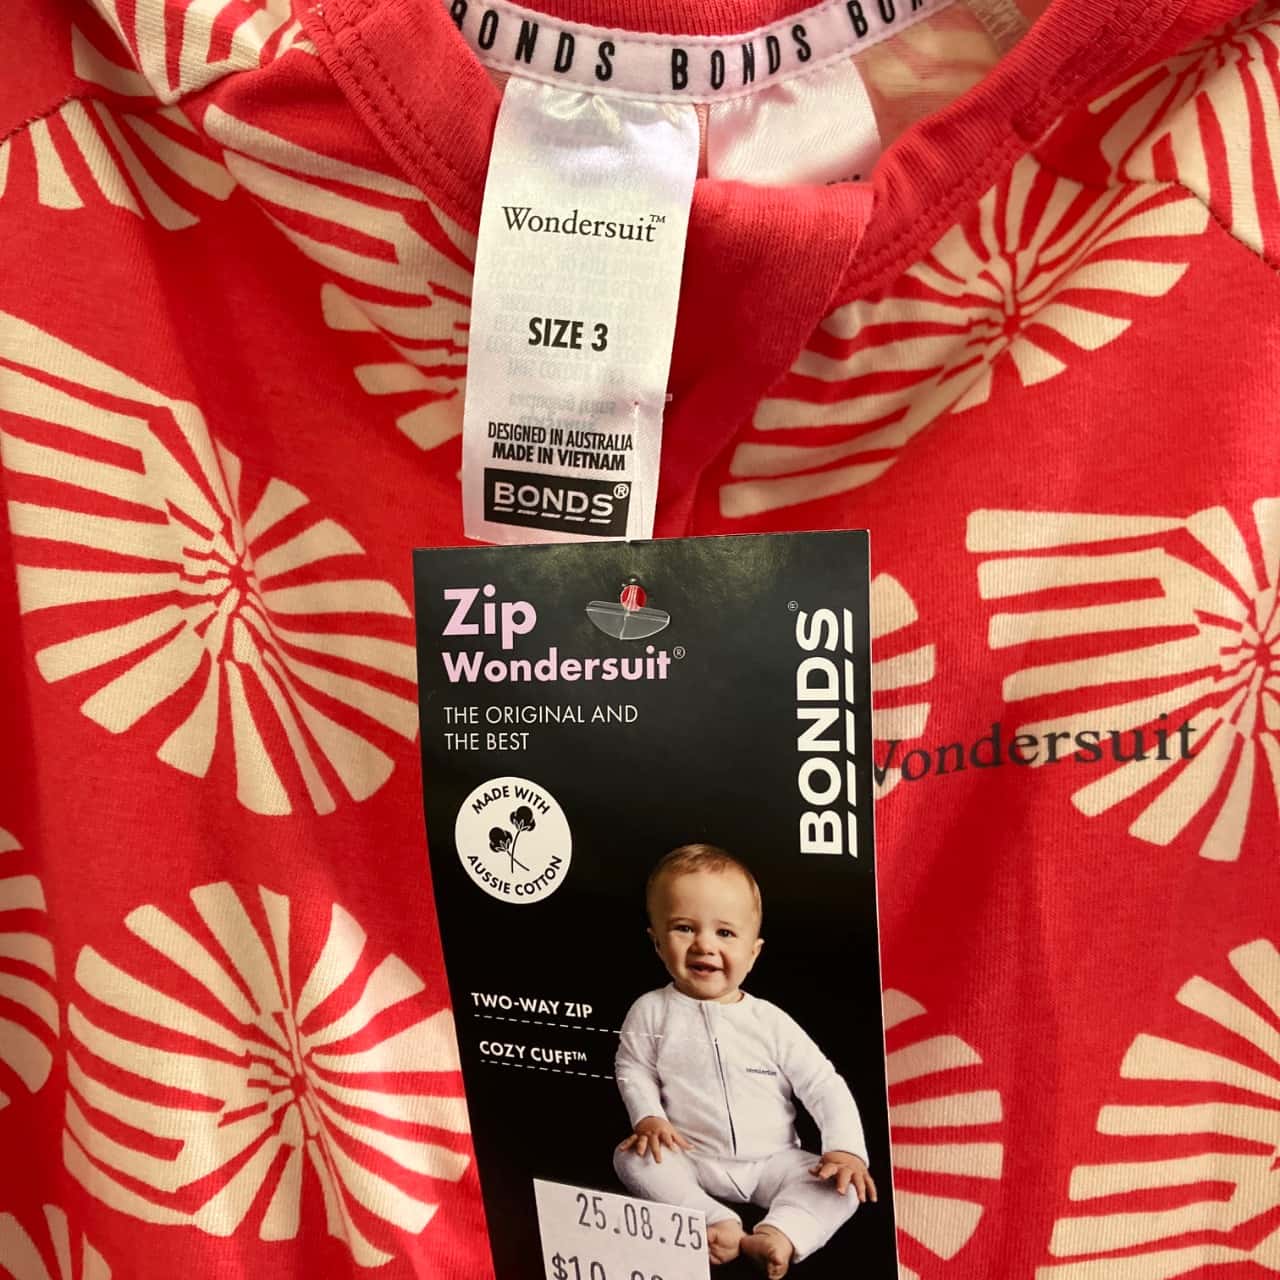 BONDS BONDS
Wondersuit™
SIZE 3
DESIGNED IN AUSTRALIA
MADE IN VIETNAM
BONDS®
Zip
Wondersuit®
THE ORIGINAL AND
THE BEST
BONDS®
MADE WITH
AUSSIE COTTON
Wondersuit
TWO-WAY ZIP
COZY CUFF™
wondersuit
25.08.25